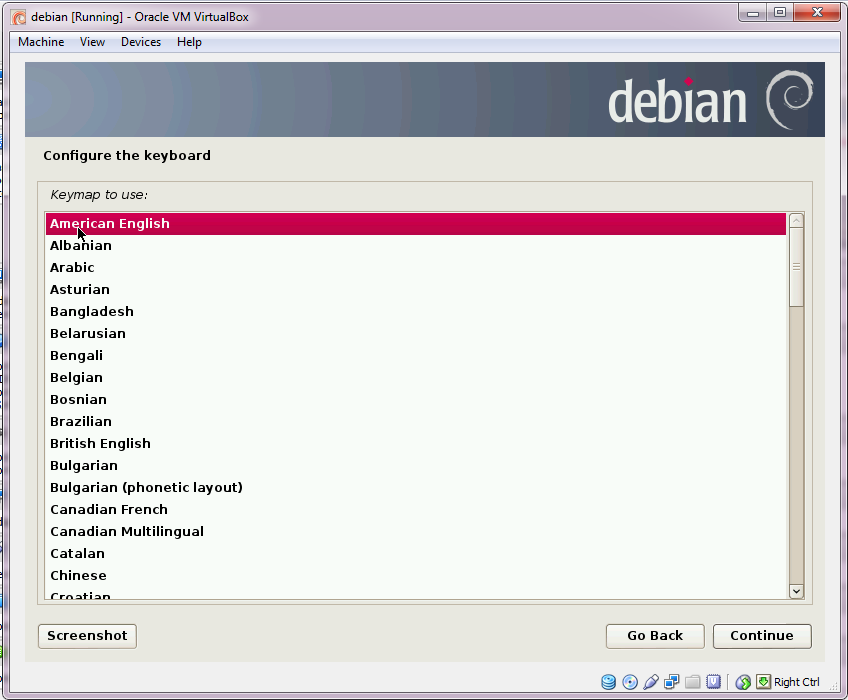 debian [Running] - Oracle VM VirtualBox
Machine View Devices Help
debian
Configure the keyboard
Keymap to use:
American English
Albanian
Arabic
Asturian
Bangladesh
Belarusian
Bengali
Belgian
Bosnian
Brazilian
British English
Bulgarian
Bulgarian (phonetic layout)
Canadian French
Canadian Multilingual
Catalan
Chinese
Croatian
Screenshot Go Back Continue
Right Ctrl